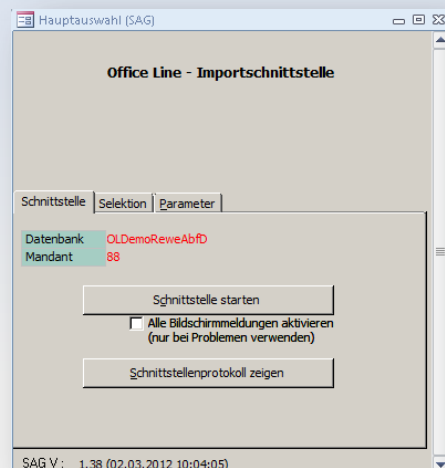 Hauptauswahl (SAG)
Office Line - Importschnittstelle
Schnittstelle Selektion Parameter
Datenbank OLDemoReweAbfD
Mandant 88
Schnittstelle starten
Alle Bildschirmmeldungen aktivieren
(nur bei Problemen verwenden)
Schnittstellenprotokoll zeigen
SAG V : 1.38 (02.03.2012 10:04:05)